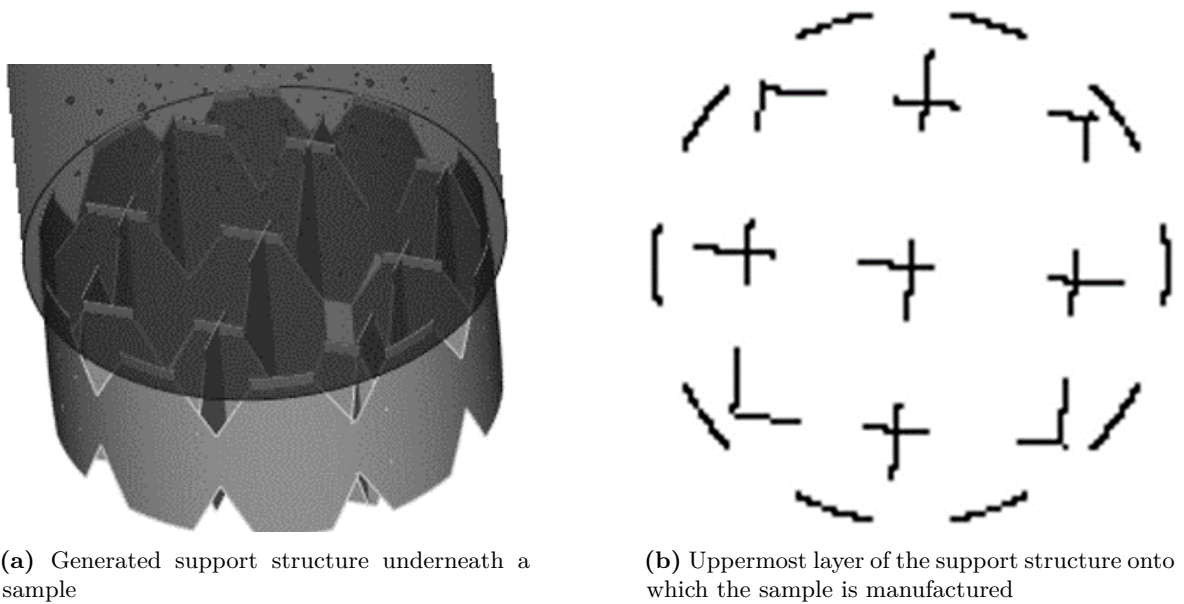 (a) Generated support structure underneath a
sample
(b) Uppermost layer of the support structure onto
which the sample is manufactured